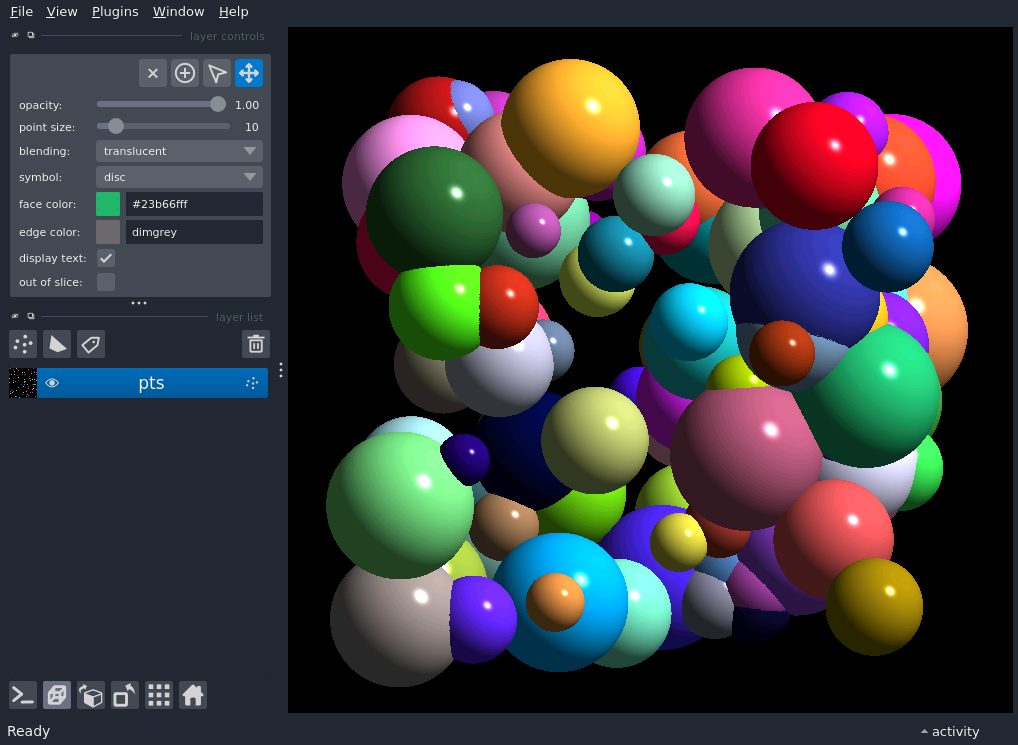 File View Plugins Window Help
layer controls
opacity: 1.00
point size: 10
blending: translucent
symbol: disc
face color: #23b66fff
edge color: dimgrey
display text:
out of slice:
layer list
pts
Ready activity